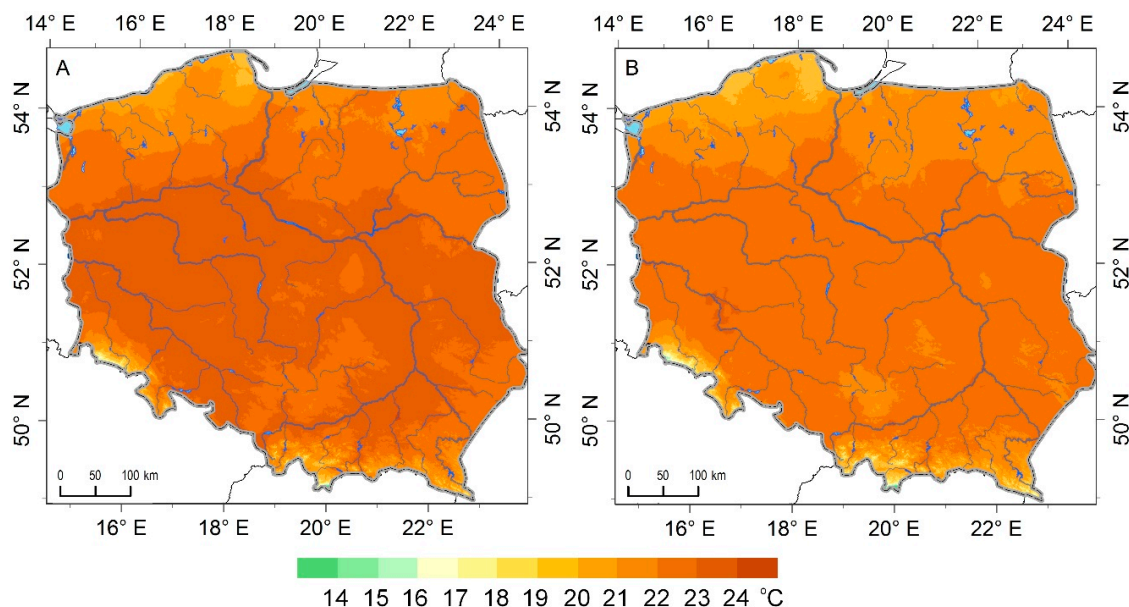 14° E 16° E 18° E 20° E 22° E 24° E
16° E 18° E 20° E 22° E 24° E
A
B
54° N
54° N
54° N
54° N
52° N
52° N
52° N
52° N
50° N
50° N
50° N
50° N
0 50 100 km
0 50 100 km
16° E 18° E 20° E 22° E
16° E 18° E 20° E 22° E
14 15 16 17 18 19 20 21 22 23 24 °C